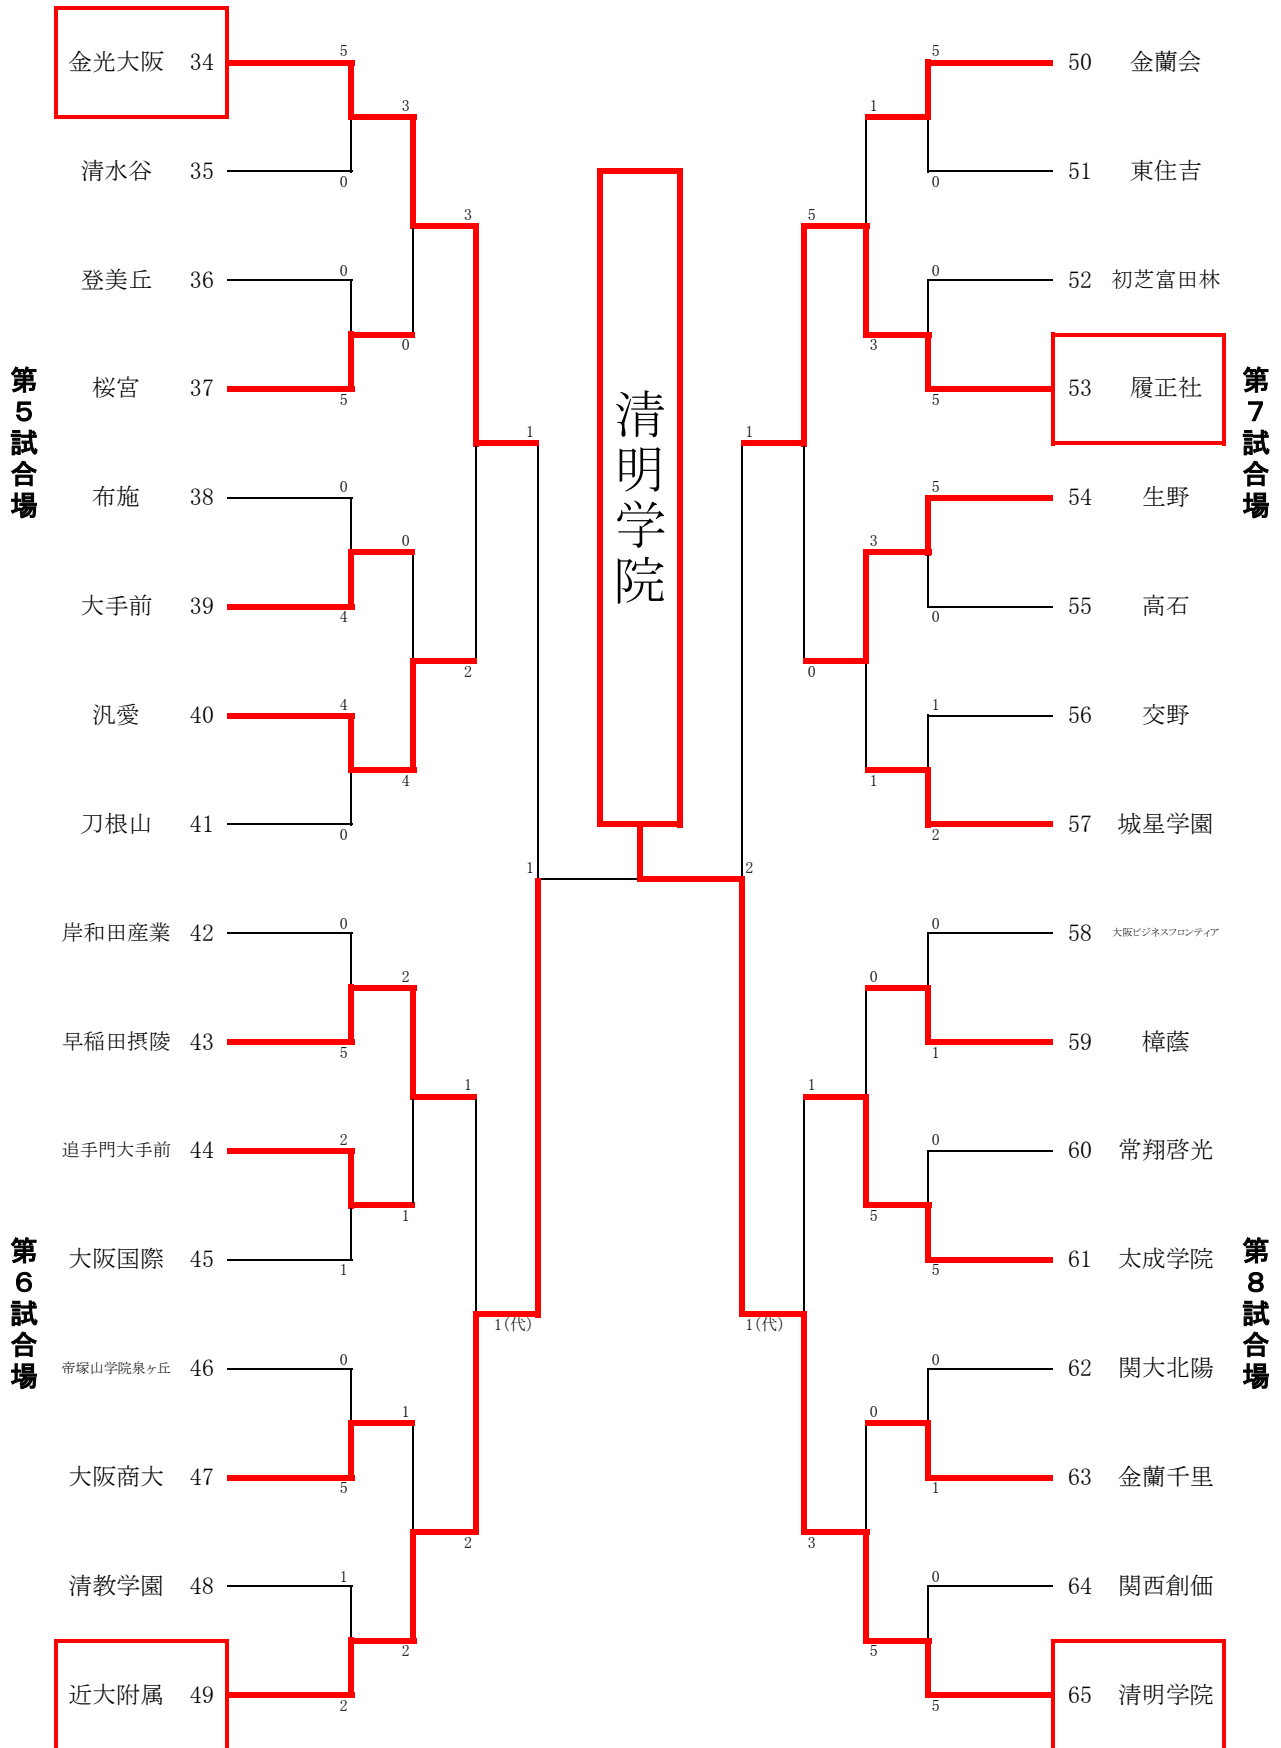 金光大阪 34
5
3
清水谷 35
0
3
登美丘 36
0
桜宮 37
5
0
第5試合場
1
布施 38
0
0
大手前 39
4
2
汎愛 40
4
4
刀根山 41
0
1
岸和田産業 42
0
2
早稲田摂陵 43
5
1
追手門大手前 44
2
1
大阪国際 45
1
第6試合場
1(代)
帝塚山学院泉ヶ丘 46
0
1
大阪商大 47
5
2
清教学園 48
1
2
近大附属 49
2
清明学院
5
50 金蘭会
1
0
51 東住吉
5
0
52 初芝富田林
3
5
53 履正社
第7試合場
1
5
54 生野
3
0
55 高石
0
1
56 交野
1
2
57 城星学園
2
0
58 大阪ビジネスフロンティア
0
1
59 樟蔭
1
0
60 常翔啓光
5
5
61 太成学院
第8試合場
1(代)
0
62 関大北陽
0
1
63 金蘭千里
3
0
64 関西創価
5
5
65 清明学院